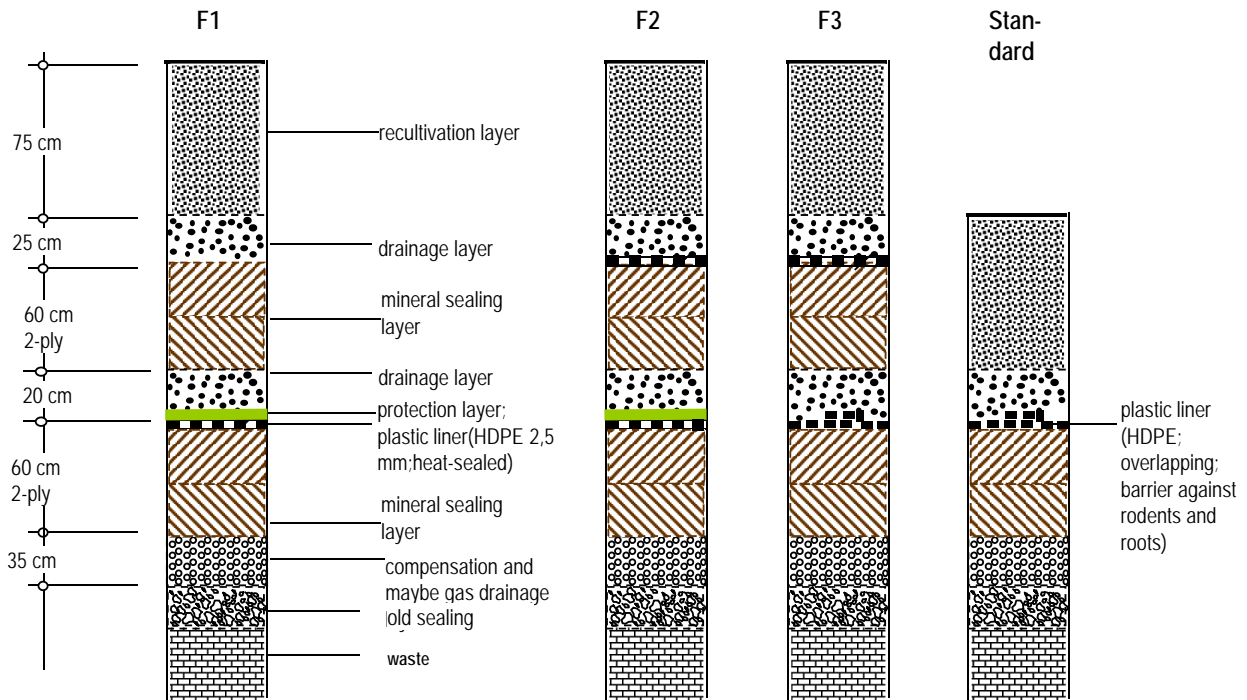 F1
F2
F3
Stan-
dard
75 cm
25 cm
60 cm
2-ply
20 cm
60 cm
2-ply
35 cm
recultivation layer
drainage layer
mineral sealing
layer
drainage layer
protection layer;
plastic liner(HDPE 2,5
mm;heat-sealed)
mineral sealing
layer
compensation and
maybe gas drainage
old sealing
waste
plastic liner
(HDPE;
overlapping;
barrier against
rodents and
roots)